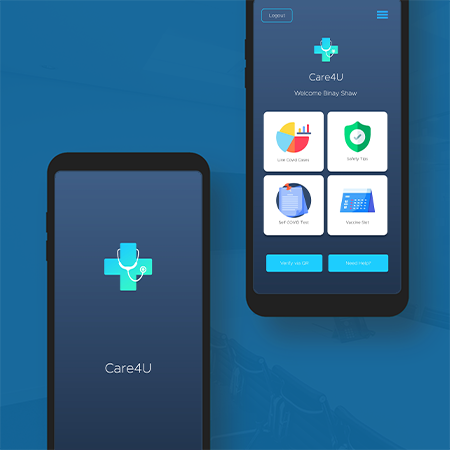 Logout
Care4U
Welcome Binay Shaw
Live Covid Cases
Safety Tips
Self COVID Test
Vaccine Slot
Verify via QR
Need Help?
Care4U